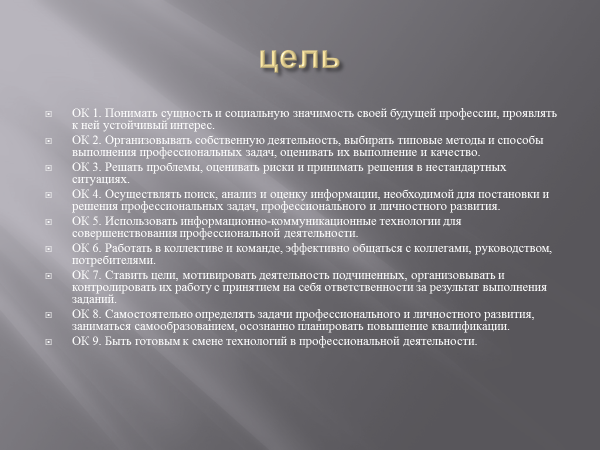 цель
ОК 1. Понимать сущность и социальную значимость своей будущей профессии, проявлять
к ней устойчивый интерес.
ОК 2. Организовывать собственную деятельность, выбирать типовые методы и способы
выполнения профессиональных задач, оценивать их выполнение и качество.
ОК 3. Решать проблемы, оценивать риски и принимать решения в нестандартных
ситуациях.
ОК 4. Осуществлять поиск, анализ и оценку информации, необходимой для постановки и
решения профессиональных задач, профессионального и личностного развития.
ОК 5. Использовать информационно-коммуникационные технологии для
совершенствования профессиональной деятельности.
ОК 6. Работать в коллективе и команде, эффективно общаться с коллегами, руководством,
потребителями.
ОК 7. Ставить цели, мотивировать деятельность подчиненных, организовывать и
контролировать их работу с принятием на себя ответственности за результат выполнения
заданий.
ОК 8. Самостоятельно определять задачи профессионального и личностного развития,
заниматься самообразованием, осознанно планировать повышение квалификации.
ОК 9. Быть готовым к смене технологий в профессиональной деятельности.